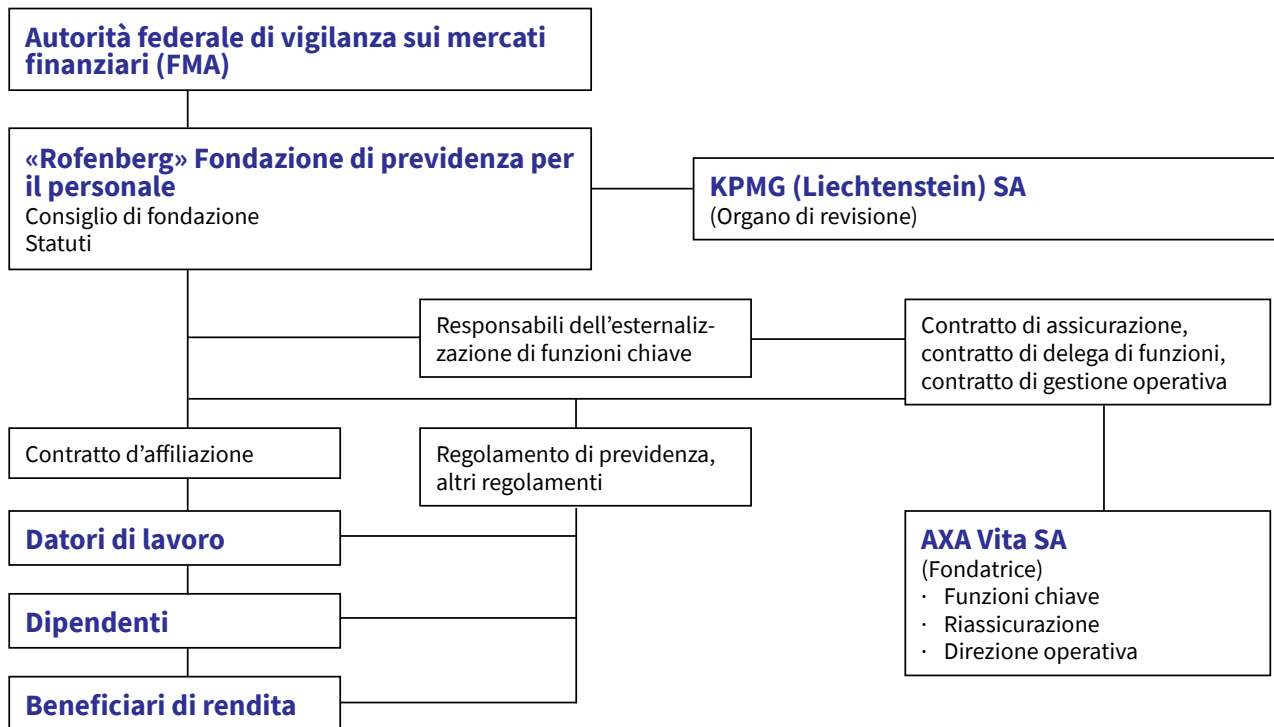 Autorità federale di vigilanza sui mercati
finanziari (FMA)
«Rofenberg» Fondazione di previdenza per
il personale
Consiglio di fondazione
Statuti
KPMG (Liechtenstein) SA
(Organo di revisione)
Responsabili dell’esternaliz-
zazione di funzioni chiave
Contratto di assicurazione,
contratto di delega di funzioni,
contratto di gestione operativa
Contratto d’affiliazione
Regolamento di previdenza,
altri regolamenti
Datori di lavoro
AXA Vita SA
(Fondatrice)
· Funzioni chiave
· Riassicurazione
· Direzione operativa
Dipendenti
Beneficiari di rendita